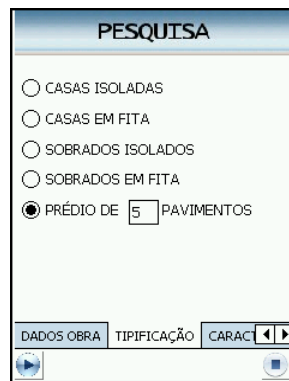 PESQUISA
CASAS ISOLADAS
CASAS EM FITA
SOBRADOS ISOLADOS
SOBRADOS EM FITA
PRÉDIO DE 5 PAVIMENTOS
DADOS OBRA TIPIFICAÇÃO CARACT